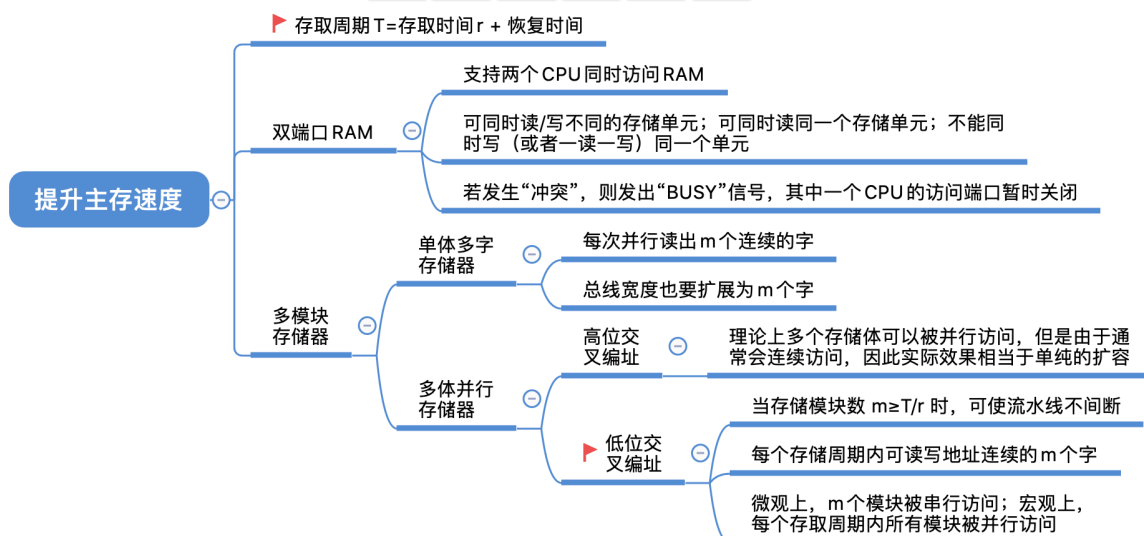 存取周期T=存取时间r + 恢复时间
支持两个CPU同时访问RAM
双端口RAM
可同时读/写不同的存储单元；可同时读同一个存储单元；不能同
时写（或者一读一写）同一个单元
若发生“冲突”，则发出“BUSY”信号，其中一个CPU的访问端口暂时关闭
提升主存速度
单体多字
存储器
每次并行读出m个连续的字
总线宽度也要扩展为m个字
多模块
存储器
高位交
叉编址
理论上多个存储体可以被并行访问，但是由于通
常会连续访问，因此实际效果相当于单纯的扩容
多体并行
存储器
当存储模块数 m≥T/r 时，可使流水线不间断
低位交
叉编址
每个存储周期内可读写地址连续的m个字
微观上，m个模块被串行访问；宏观上，
每个存取周期内所有模块被并行访问